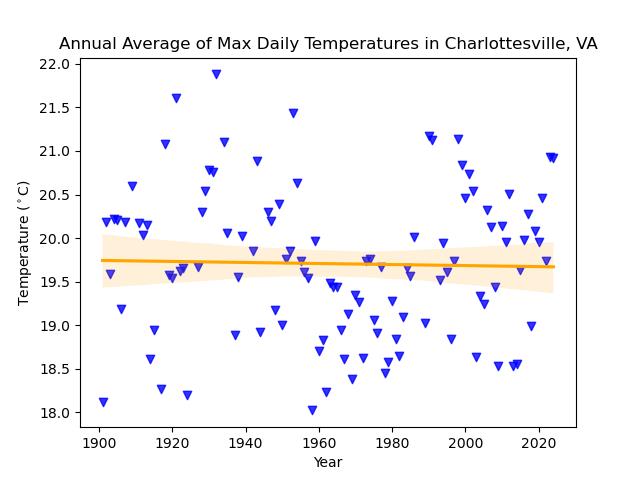 Annual Average of Max Daily Temperatures in Charlottesville, VA
22.0
21.5
21.0
20.5
20.0
19.5
19.0
18.5
18.0
Temperature (°C)
1900 1920 1940 1960 1980 2000 2020
Year